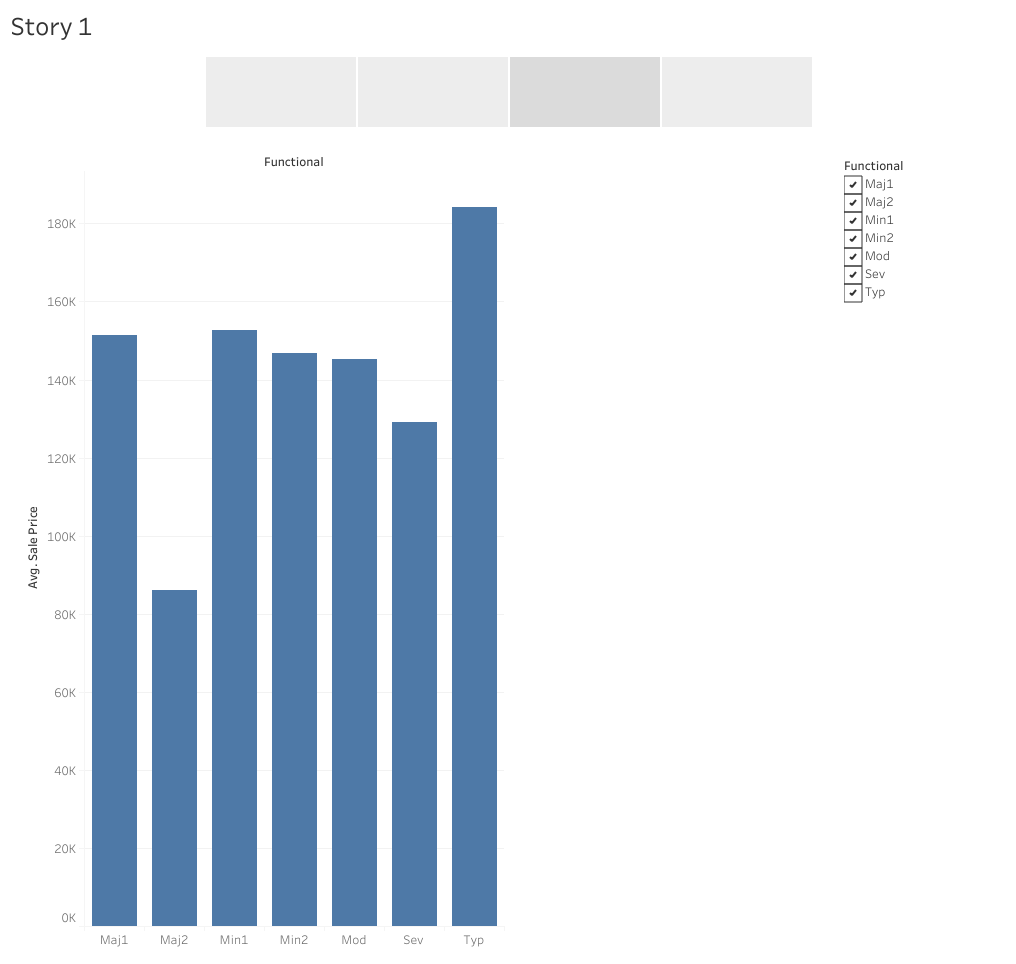 Story 1
Functional
180K
160K
140K
120K
100K
80K
60K
40K
20K
0K
Avg. Sale Price
Maj1 Maj2 Min1 Min2 Mod Sev Typ
Functional
Maj1
Maj2
Min1
Min2
Mod
Sev
Typ